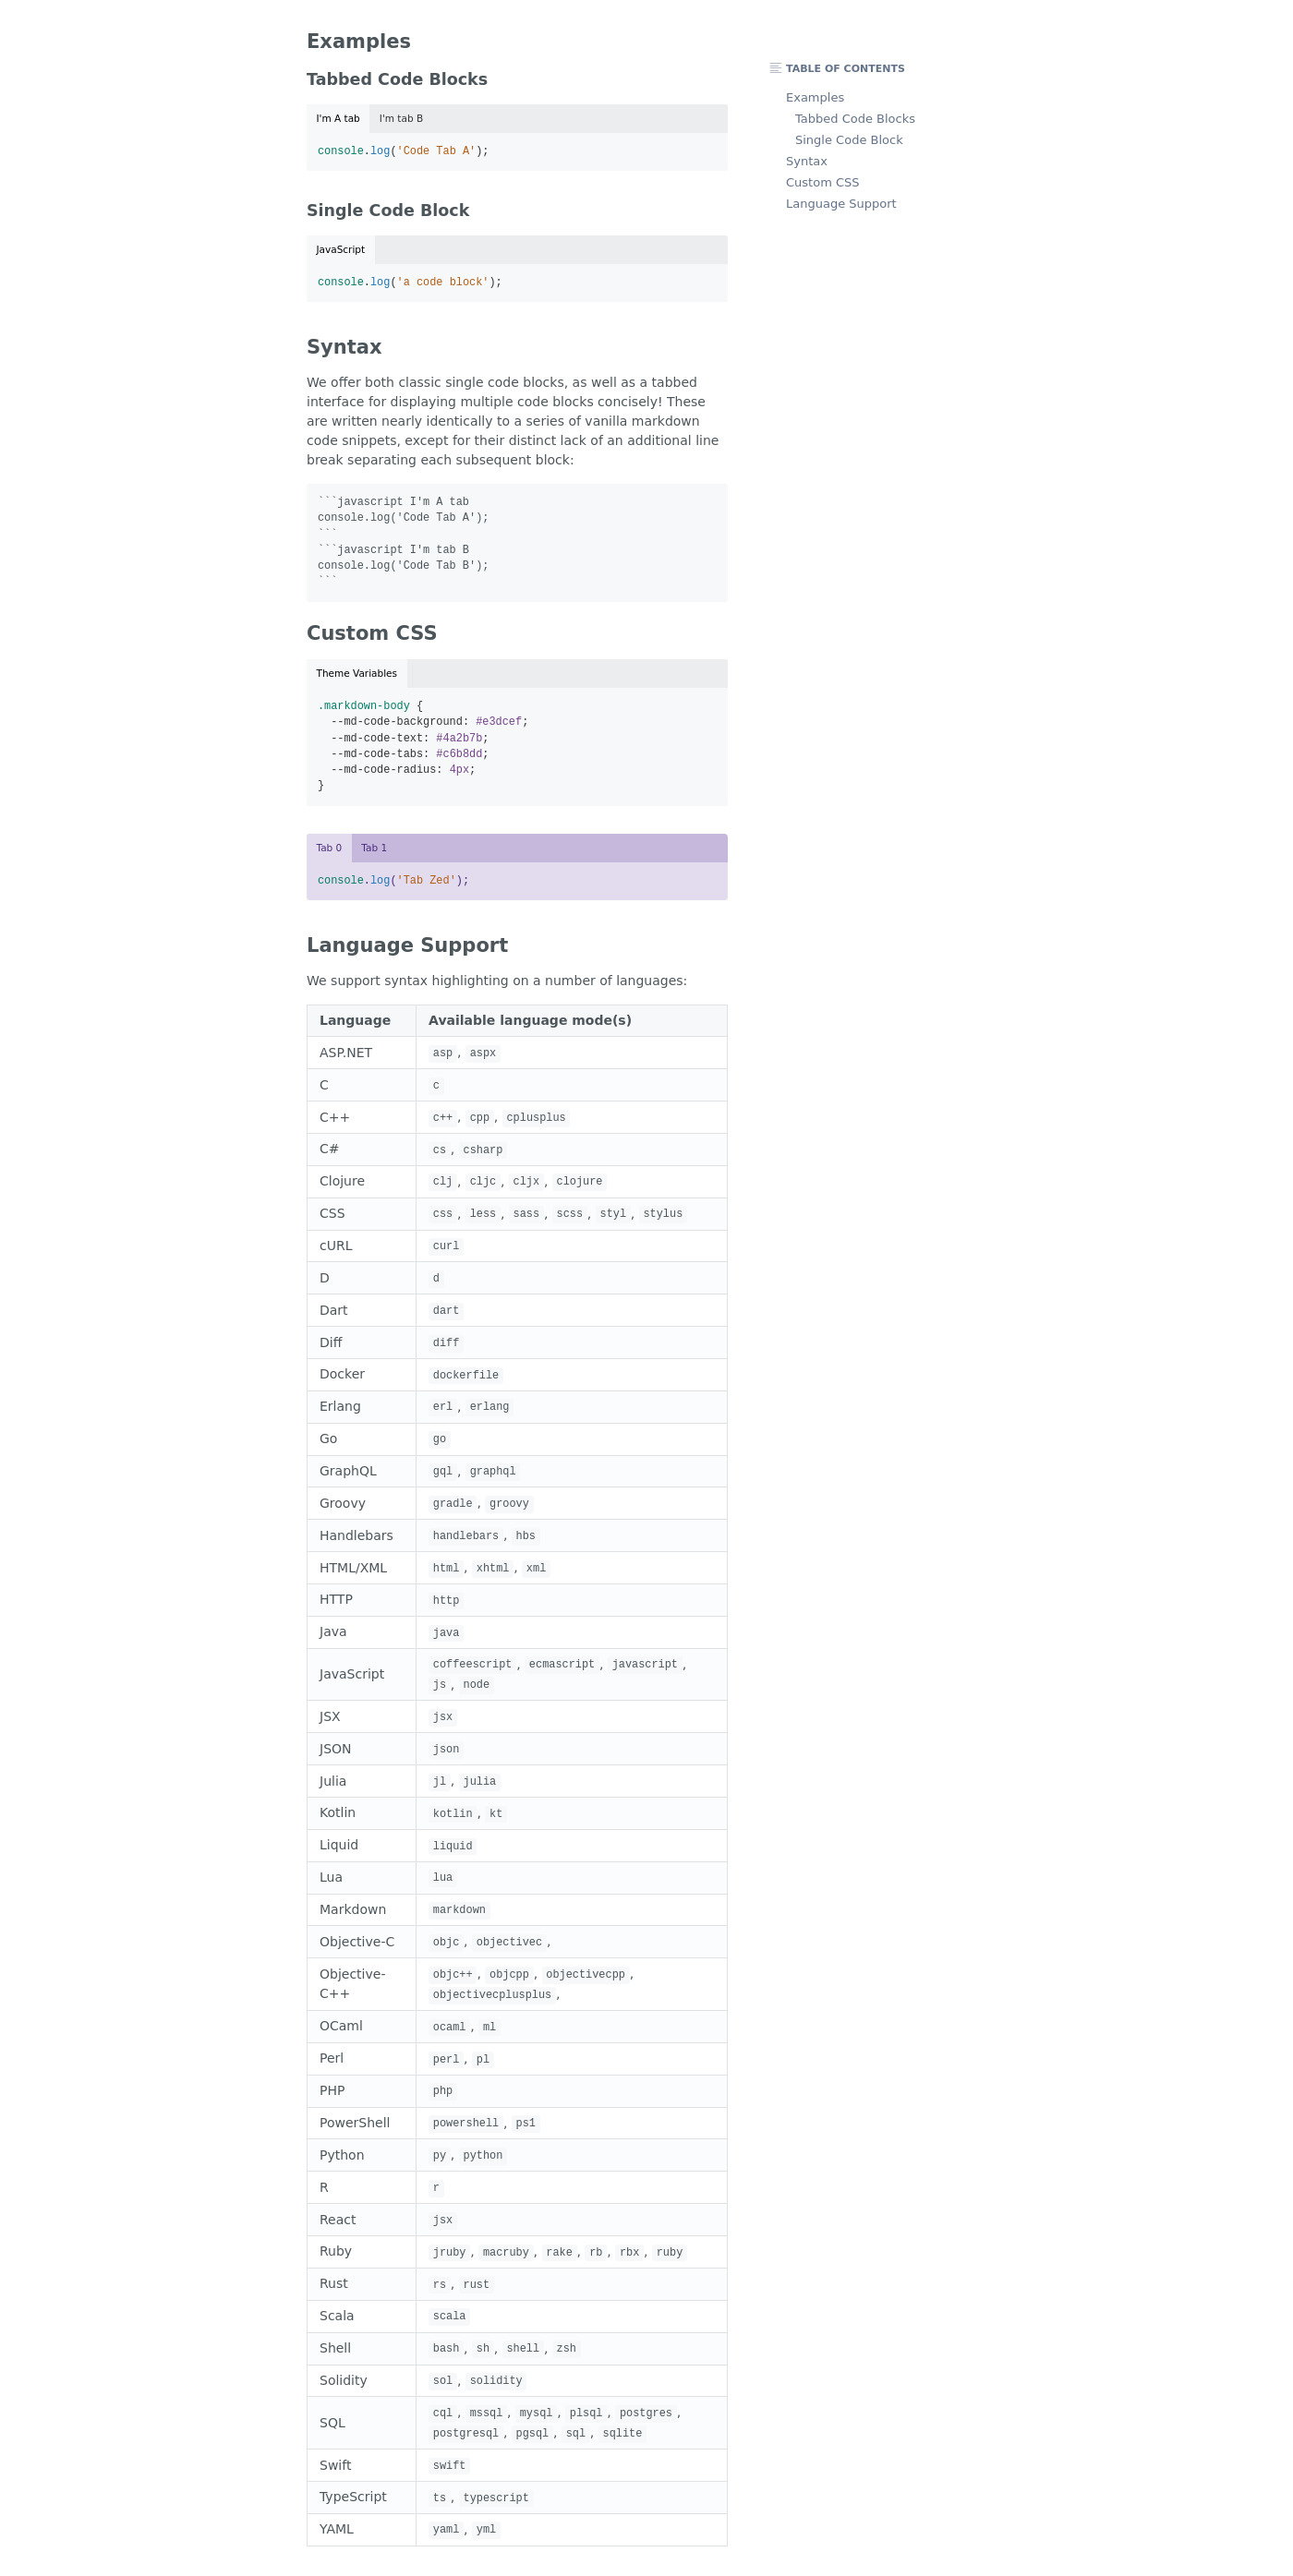 Examples
Tabbed Code Blocks
I'm A tab I'm tab B
console.log('Code Tab A');
Single Code Block
JavaScript
console.log('a code block');
Syntax
We offer both classic single code blocks, as well as a tabbed
interface for displaying multiple code blocks concisely! These
are written nearly identically to a series of vanilla markdown
code snippets, except for their distinct lack of an additional line
break separating each subsequent block:
```javascript I'm A tab
console.log('Code Tab A');
```
```javascript I'm tab B
console.log('Code Tab B');
```
Custom CSS
Theme Variables
.markdown-body {
  --md-code-background: #e3dcef;
  --md-code-text: #4a2b7b;
  --md-code-tabs: #c6b8dd;
  --md-code-radius: 4px;
}
Tab 0 Tab 1
console.log('Tab Zed');
Language Support
We support syntax highlighting on a number of languages:
Language Available language mode(s)
ASP.NET asp, aspx
C c
C++ c++, cpp, cplusplus
C# cs, csharp
Clojure clj, cljc, cljx, clojure
CSS css, less, sass, scss, styl, stylus
cURL curl
D d
Dart dart
Diff diff
Docker dockerfile
Erlang erl, erlang
Go go
GraphQL gql, graphql
Groovy gradle, groovy
Handlebars handlebars, hbs
HTML/XML html, xhtml, xml
HTTP http
Java java
JavaScript coffeescript, ecmascript, javascript,
js, node
JSX jsx
JSON json
Julia jl, julia
Kotlin kotlin, kt
Liquid liquid
Lua lua
Markdown markdown
Objective-C objc, objectivec,
Objective- objc++, objcpp, objectivecpp,
C++ objectivecplusplus,
OCaml ocaml, ml
Perl perl, pl
PHP php
PowerShell powershell, ps1
Python py, python
R r
React jsx
Ruby jruby, macruby, rake, rb, rbx, ruby
Rust rs, rust
Scala scala
Shell bash, sh, shell, zsh
Solidity sol, solidity
SQL cql, mssql, mysql, plsql, postgres,
postgresql, pgsql, sql, sqlite
Swift swift
TypeScript ts, typescript
YAML yaml, yml
TABLE OF CONTENTS
Examples
Tabbed Code Blocks
Single Code Block
Syntax
Custom CSS
Language Support